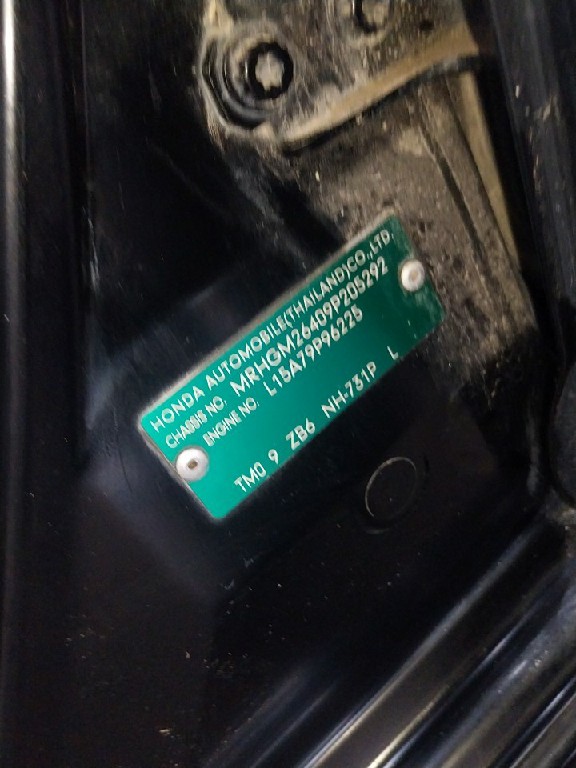 HONDA AUTOMOBILE(THAILAND)CO.,LTD.
CHASSIS NO. MRHGM26409P205292
ENGINE NO. L15A79P96225
TM0 9 ZB6 NH-731P L